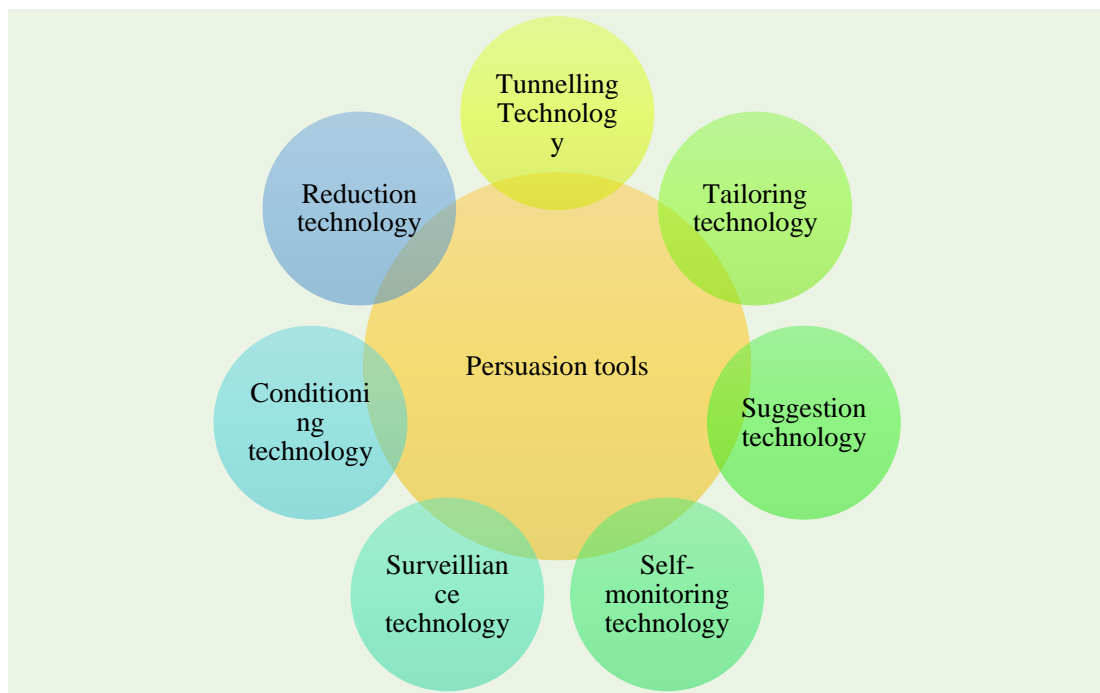 Tunnelling
Technolog
y
Tailoring
technology
Suggestion
technology
Self-
monitoring
technology
Surveillian
ce
technology
Conditioni
ng
technology
Reduction
technology
Persuasion tools